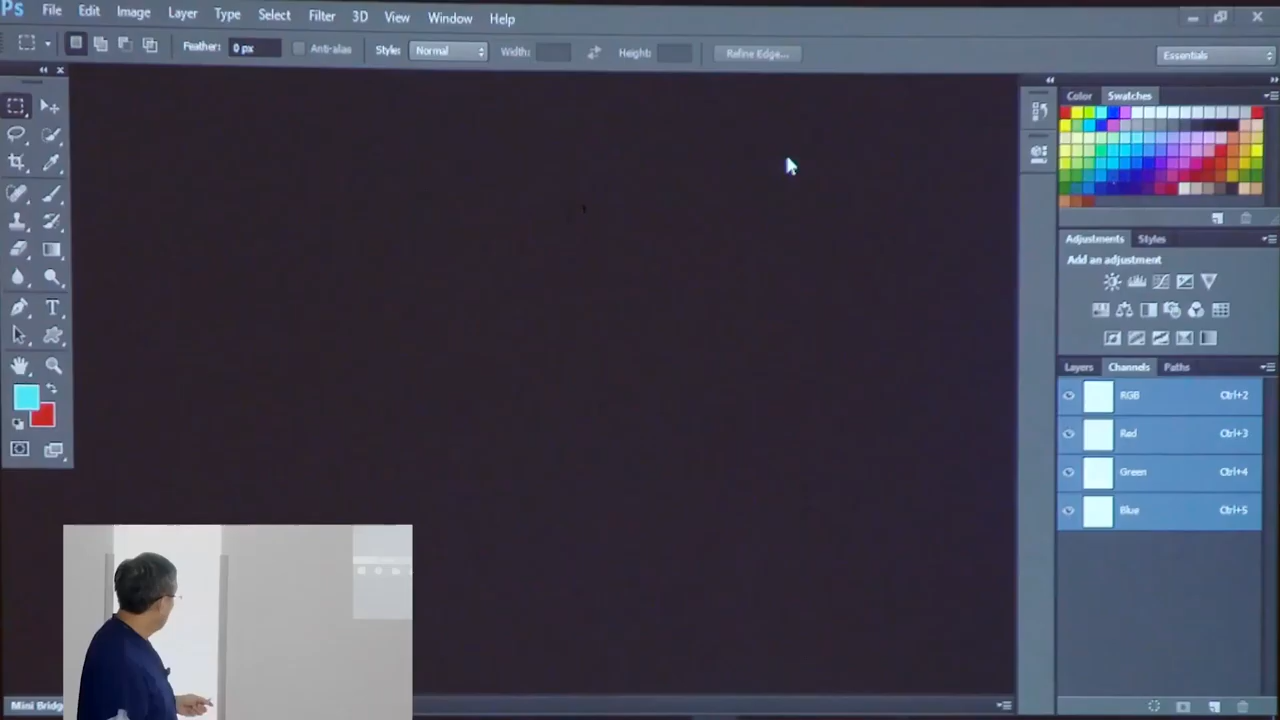 Ps File Edit Image Layer Type Select Filter 3D View Window Help
Feather: 0 px Anti-alias Style: Normal Width: Height: Refine Edge... Essentials
Color Swatches
Adjustments Styles
Add an adjustment
Layers Channels Paths
RGB Ctrl+2
Red Ctrl+3
Green Ctrl+4
Blue Ctrl+5
Mini Bridg